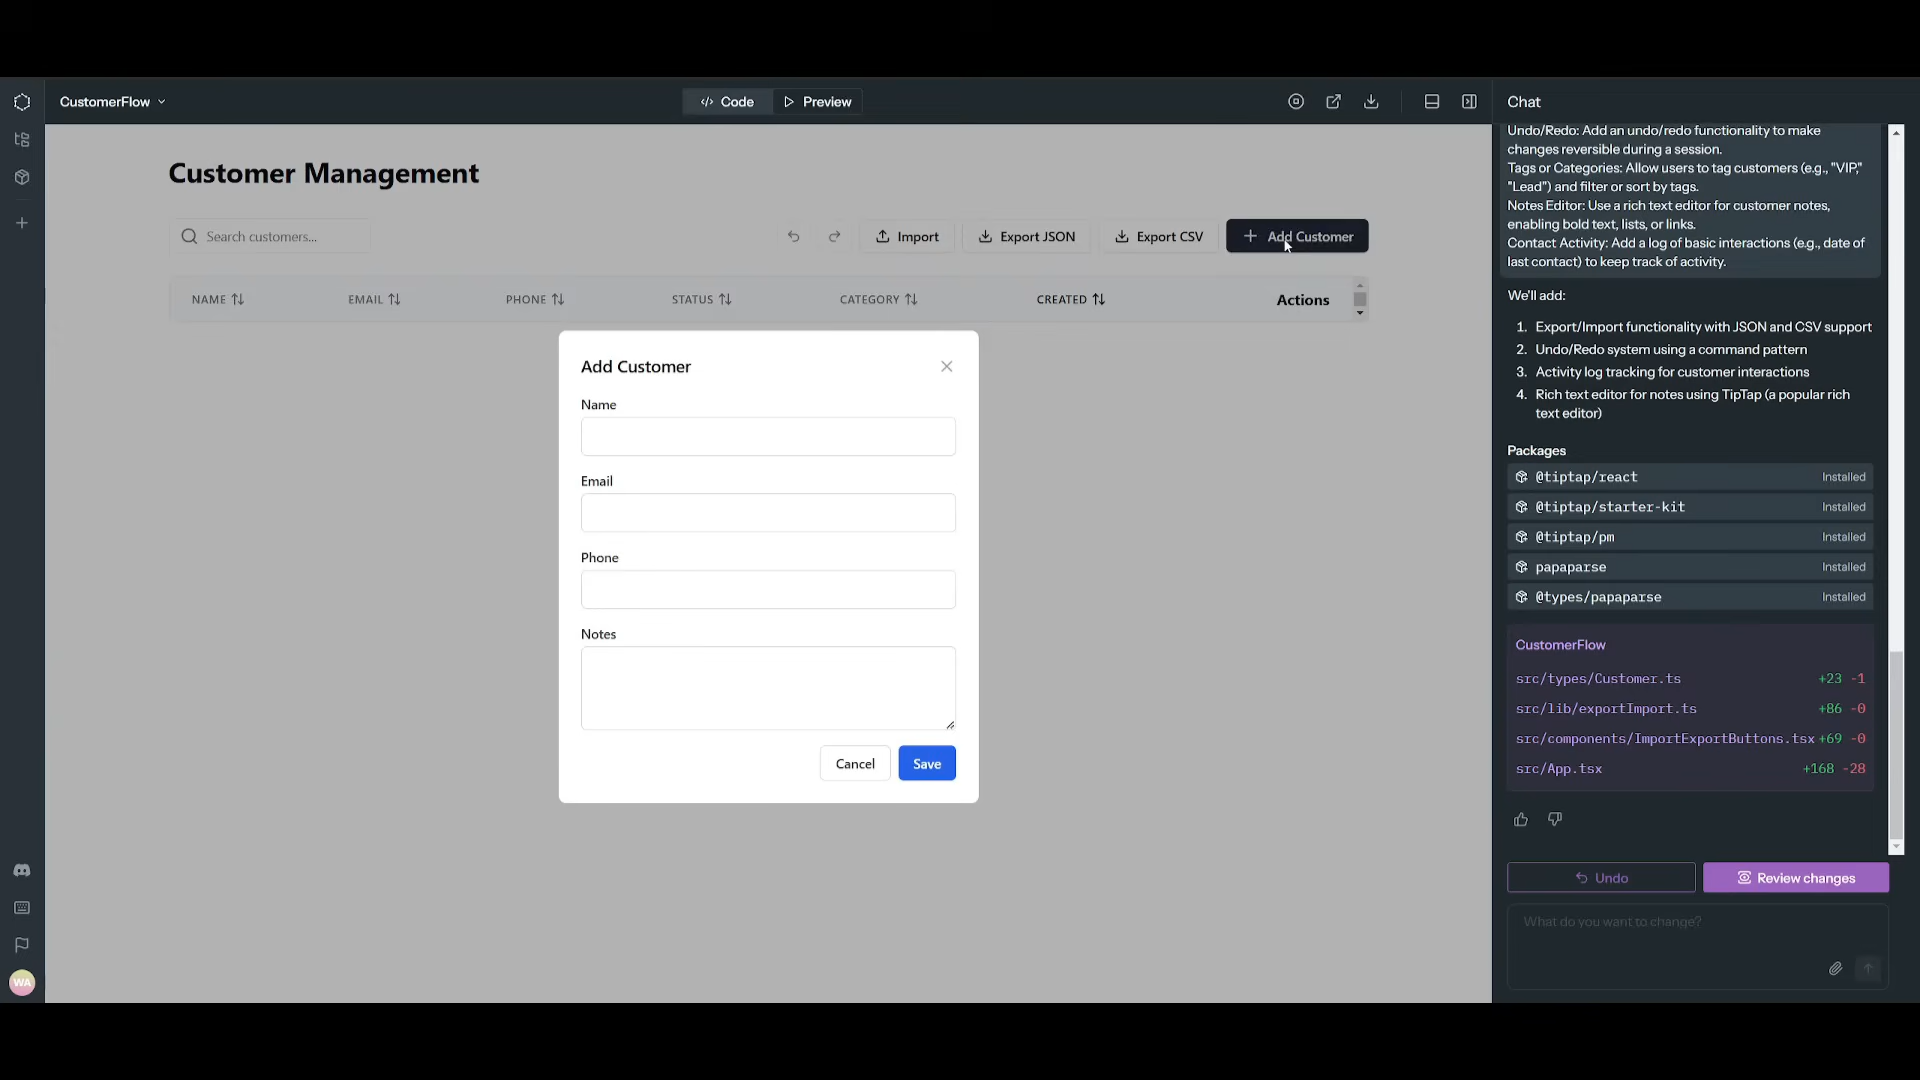 CustomerFlow
Code
Preview
Chat
Customer Management
Search customers...
Import
Export JSON
Export CSV
Add Customer
NAME
EMAIL
PHONE
STATUS
CATEGORY
CREATED
Actions
Add Customer
Name
Email
Phone
Notes
Cancel
Save
WA
Undo/Redo: Add an undo/redo functionality to make
changes reversible during a session.
Tags or Categories: Allow users to tag customers (e.g., "VIP,"
"Lead") and filter or sort by tags.
Notes Editor: Use a rich text editor for customer notes,
enabling bold text, lists, or links.
Contact Activity: Add a log of basic interactions (e.g., date of
last contact) to keep track of activity.
We'll add:
1. Export/Import functionality with JSON and CSV support
2. Undo/Redo system using a command pattern
3. Activity log tracking for customer interactions
4. Rich text editor for notes using TipTap (a popular rich
text editor)
Packages
@tiptap/react Installed
@tiptap/starter-kit Installed
@tiptap/pm Installed
papaparse Installed
@types/papaparse Installed
CustomerFlow
src/types/Customer.ts +23 -1
src/lib/exportImport.ts +86 -0
src/components/ImportExportButtons.tsx +69 -0
src/App.tsx +168 -28
Undo
Review changes
What do you want to change?